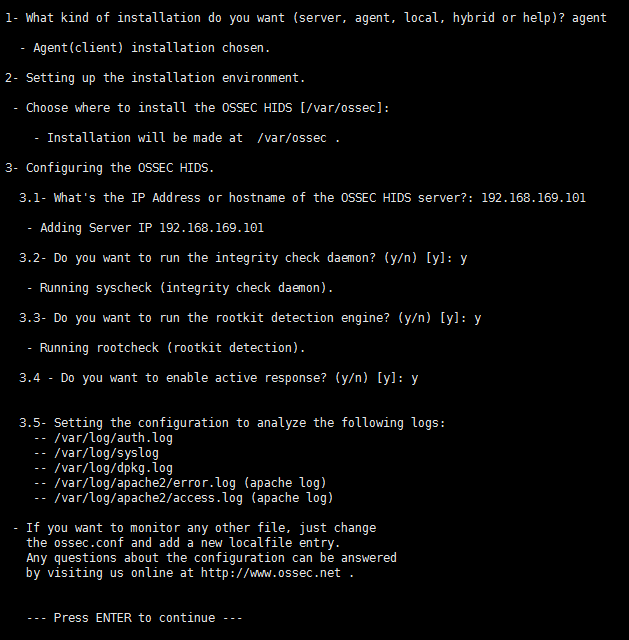 1- What kind of installation do you want (server, agent, local, hybrid or help)? agent
- Agent(client) installation chosen.
2- Setting up the installation environment.
- Choose where to install the OSSEC HIDS [/var/ossec]:
- Installation will be made at  /var/ossec .
3- Configuring the OSSEC HIDS.
3.1- What's the IP Address or hostname of the OSSEC HIDS server?: 192.168.169.101
- Adding Server IP 192.168.169.101
3.2- Do you want to run the integrity check daemon? (y/n) [y]: y
- Running syscheck (integrity check daemon).
3.3- Do you want to run the rootkit detection engine? (y/n) [y]: y
- Running rootcheck (rootkit detection).
3.4 - Do you want to enable active response? (y/n) [y]: y
3.5- Setting the configuration to analyze the following logs:
-- /var/log/auth.log
-- /var/log/syslog
-- /var/log/dpkg.log
-- /var/log/apache2/error.log (apache log)
-- /var/log/apache2/access.log (apache log)
- If you want to monitor any other file, just change
the ossec.conf and add a new localfile entry.
Any questions about the configuration can be answered
by visiting us online at http://www.ossec.net .
--- Press ENTER to continue ---